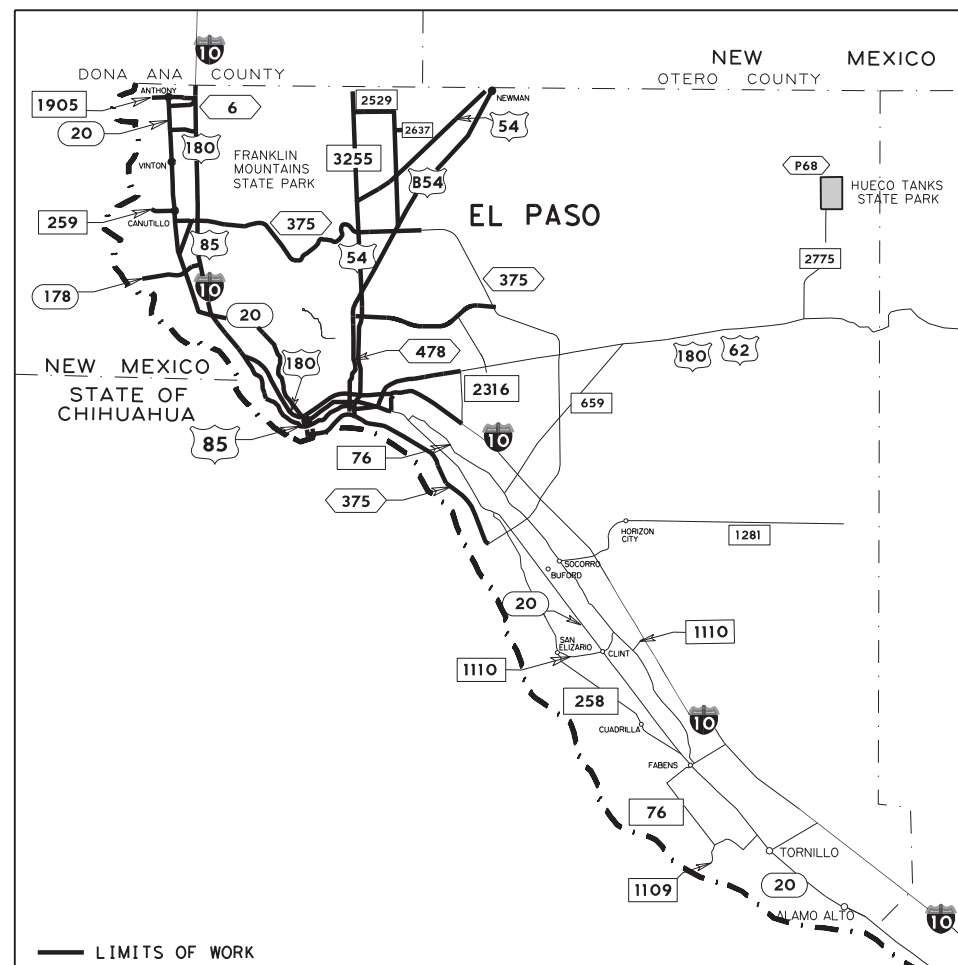 10
NEW MEXICO
DONA ANA COUNTY
OTERO COUNTY
ANTHONY
1905
6
2529
NEWMAN
20
2637
54
180
VINTON
FRANKLIN
MOUNTAINS
STATE PARK
3255
P68
B54
HUECO TANKS
STATE PARK
259
CANUTILLO
375
EL PASO
85
54
2775
375
178
10
20
478
180
62
NEW MEXICO
180
2316
STATE OF
CHIHUAHUA
659
85
10
76
375
HORIZON
CITY
1281
SOCORRO
BUFORD
20
1110
SAN
ELIZARIO
CLINT
1110
258
10
CUADRILLA
FABENS
76
TORNILLO
1109
20
ALAMO ALTO
10
LIMITS OF WORK